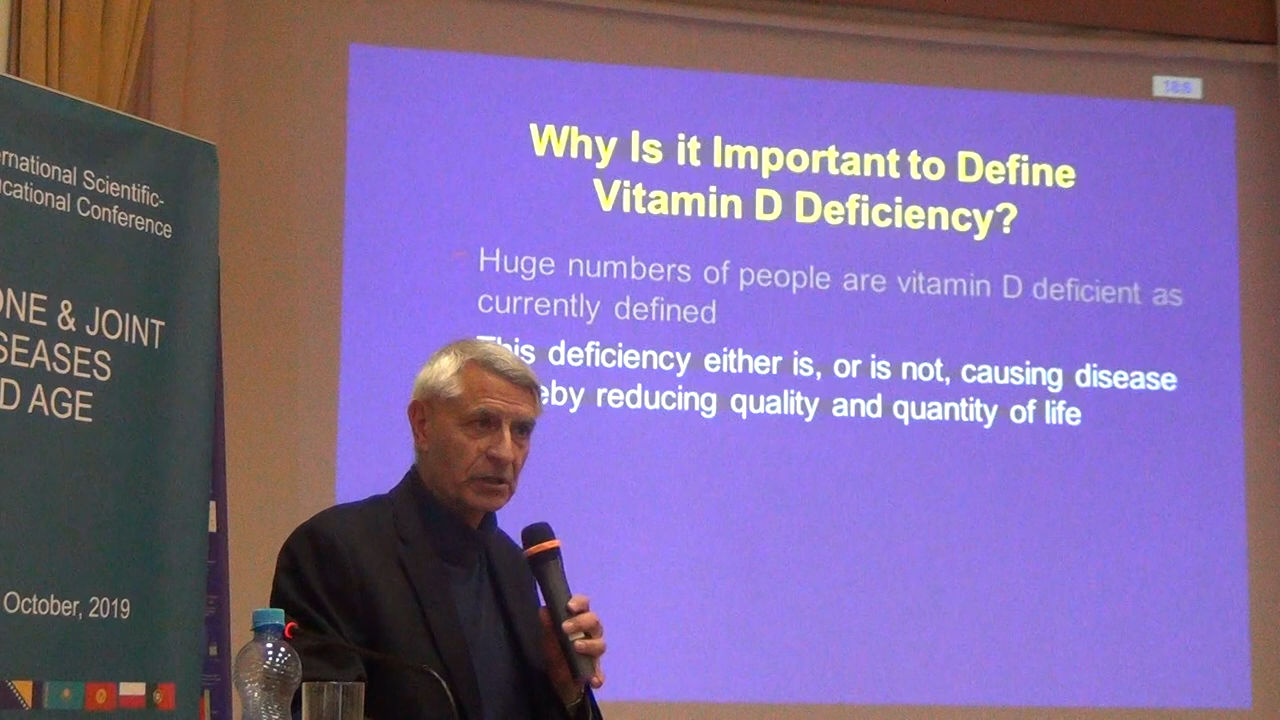 ernational Scientific-
ucational Conference
ONE & JOINT
SEASES
D AGE
October, 2019
Why Is it Important to Define
Vitamin D Deficiency?
Huge numbers of people are vitamin D deficient as
currently defined
This deficiency either is, or is not, causing disease
eby reducing quality and quantity of life